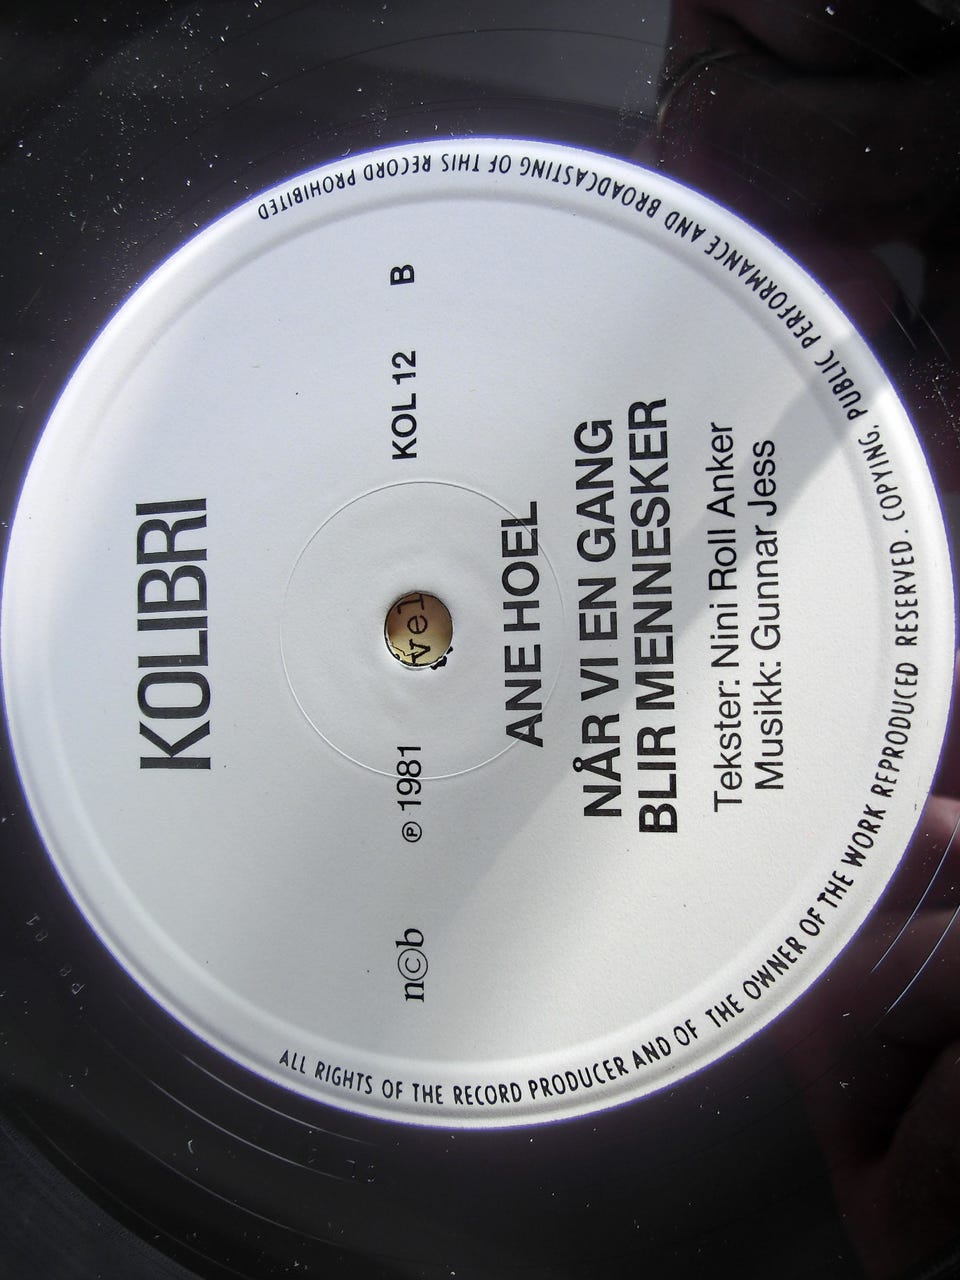 KOLIBRI
n©b ℗ 1981 KOL 12 B
vel
ANE HOEL
NÅR VI EN GANG
BLIR MENNESKER
Tekster: Nini Roll Anker
Musikk: Gunnar Jess
ALL RIGHTS OF THE RECORD PRODUCER AND OF THE OWNER OF THE WORK REPRODUCED RESERVED. COPYING, PUBLIC PERFORMANCE AND BROADCASTING OF THIS RECORD PROHIBITED